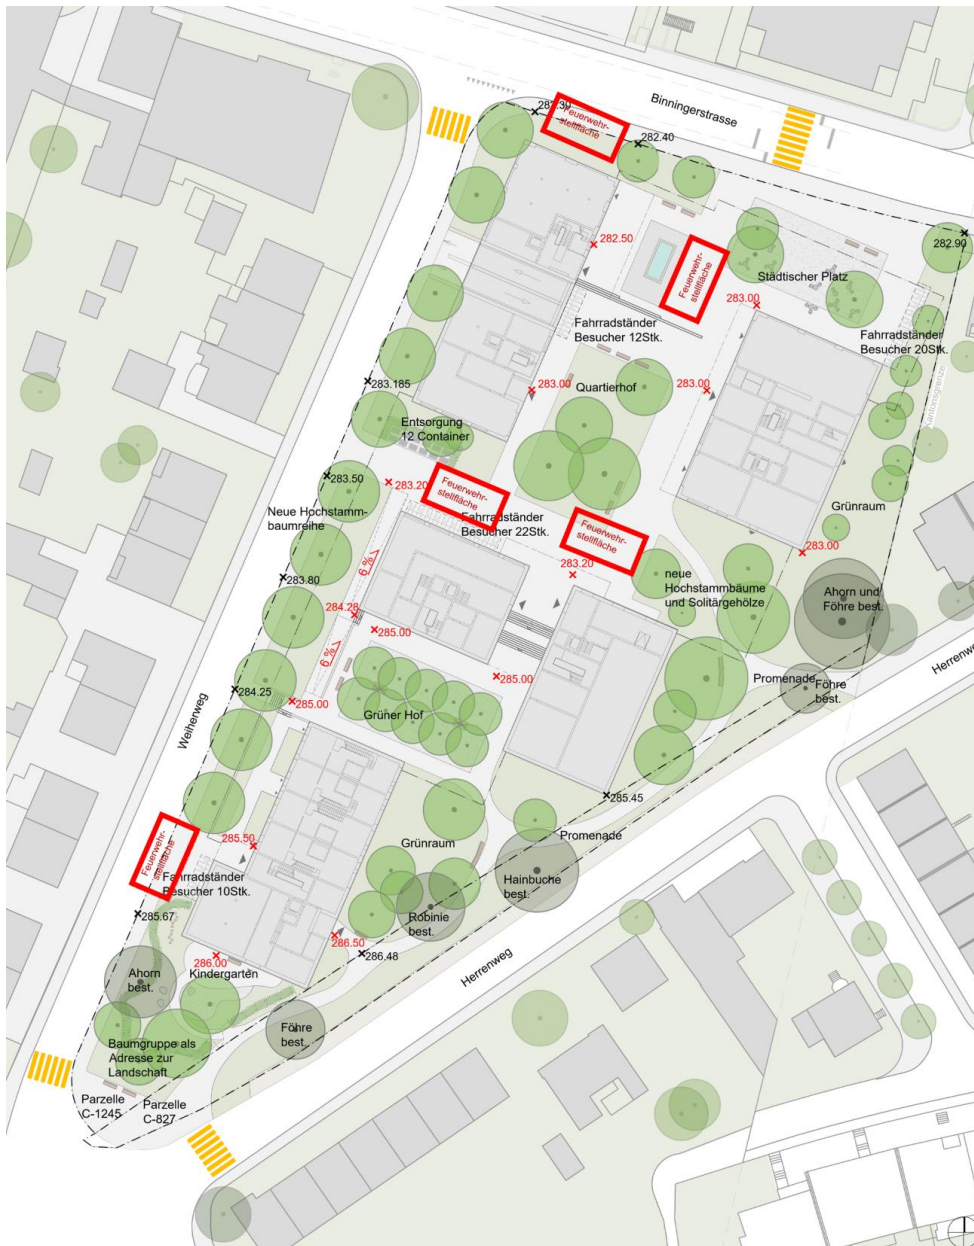 Binningerstrasse
282.30
Feuerwehr-
stellfläche
282.40
282.90
282.50
Feuerwehr-
stellfläche
Städtischer Platz
283.00
Fahrradständer
Besucher 12Stk.
Fahrradständer
Besucher 20Stk.
Kantonsgrenze
283.185
283.00
Quartierhof
283.00
Entsorgung
12 Container
283.50
283.20
Feuerwehr-
stellfläche
Neue Hochstamm-
baumreihe
Fahrradständer
Besucher 22Stk.
Feuerwehr-
stellfläche
283.20
Grünraum
283.00
6 %
283.80
neue
Hochstammbäume
und Solitärgehölze
Ahorn und
Föhre best.
284.28
285.00
6 %
285.00
284.25
285.00
Grüner Hof
Promenade
Föhre
best.
Herrenweg
Weiherweg
285.45
Feuerwehr-
stellfläche
285.50
Grünraum
Promenade
Fahrradständer
Besucher 10Stk.
Hainbuche
best.
285.67
Robinie
best.
286.50
286.48
286.00
Kindergarten
Herrenweg
Ahorn
best.
Föhre
best.
Baumgruppe als
Adresse zur
Landschaft
Parzelle
C-1245
Parzelle
C-827